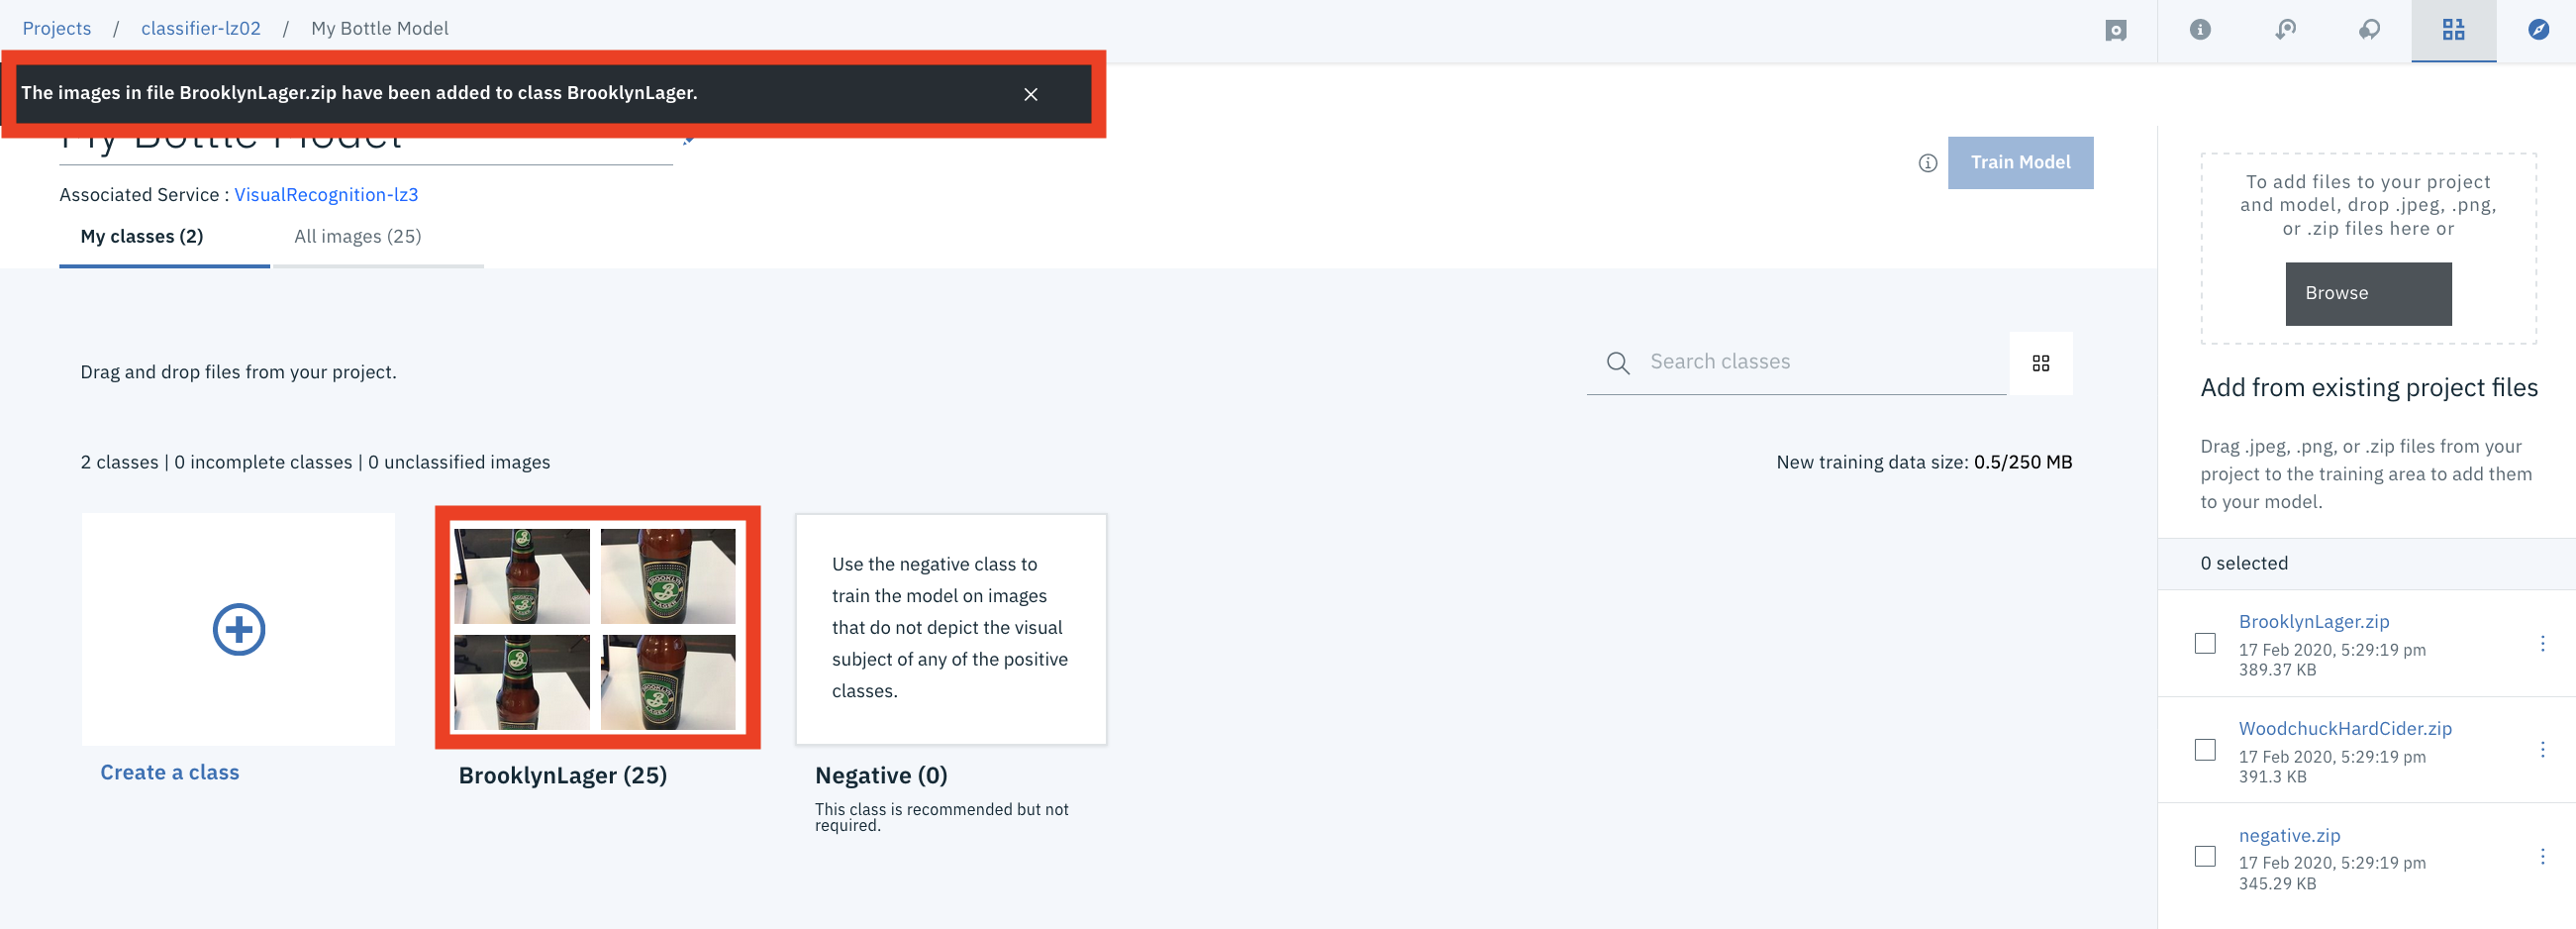 Projects / classifier-lz02 / My Bottle Model
The images in file BrooklynLager.zip have been added to class BrooklynLager.
My Bottle Model
Train Model
Associated Service : VisualRecognition-lz3
My classes (2)
All images (25)
Drag and drop files from your project.
Search classes
2 classes | 0 incomplete classes | 0 unclassified images
New training data size: 0.5/250 MB
Create a class
BROOKLYN
LAGER
BrooklynLager (25)
Use the negative class to
train the model on images
that do not depict the visual
subject of any of the positive
classes.
Negative (0)
This class is recommended but not
required.
To add files to your project
and model, drop .jpeg, .png,
or .zip files here or
Browse
Add from existing project files
Drag .jpeg, .png, or .zip files from your
project to the training area to add them
to your model.
0 selected
BrooklynLager.zip
17 Feb 2020, 5:29:19 pm
389.37 KB
WoodchuckHardCider.zip
17 Feb 2020, 5:29:19 pm
391.3 KB
negative.zip
17 Feb 2020, 5:29:19 pm
345.29 KB